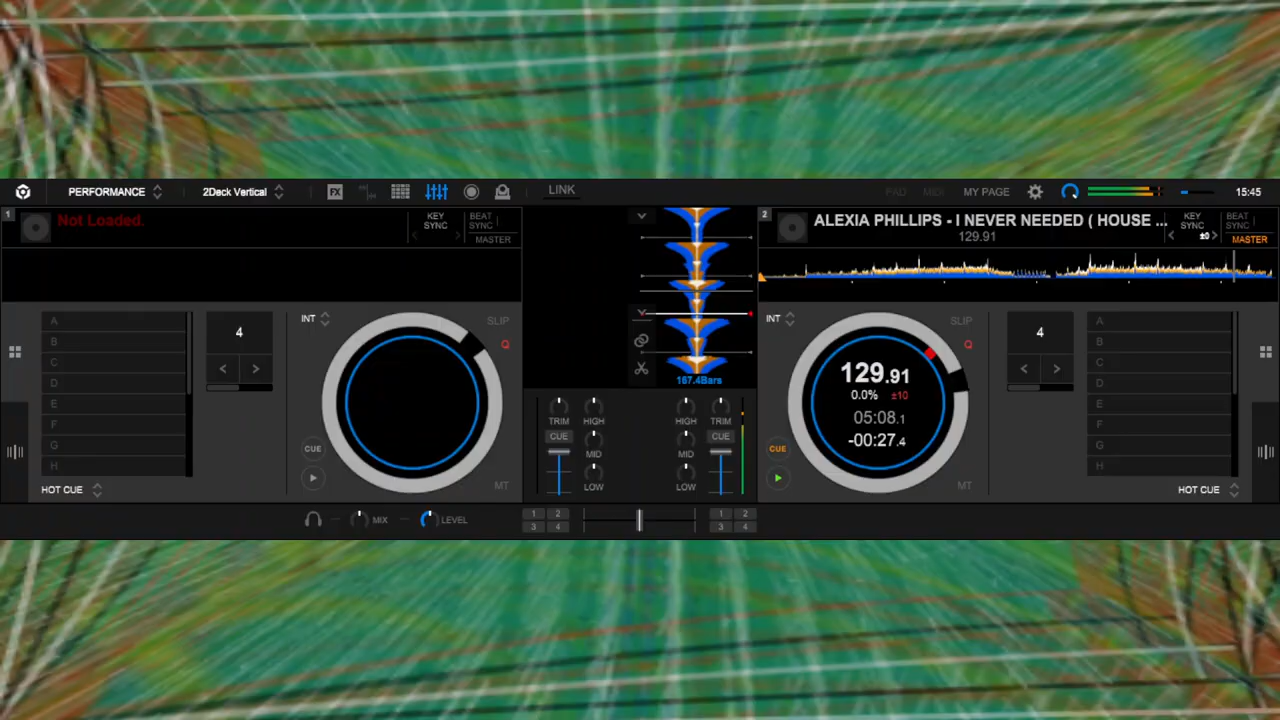 PERFORMANCE 2Deck Vertical FX LINK PAD MIDI MY PAGE 15:45
1 Not Loaded. KEY SYNC BEAT SYNC MASTER
2 ALEXIA PHILLIPS - I NEVER NEEDED ( HOUSE ... KEY SYNC ±0 BEAT SYNC MASTER
129.91
INT SLIP Q
A
B
C
D
E
F
G
H
4
HOT CUE
CUE
MT
167.4Bars
TRIM HIGH HIGH TRIM
CUE MID MID CUE
LOW LOW
INT SLIP Q
129.91
0.0% ±10
05:08.1
-00:27.4
CUE
MT
4
A
B
C
D
E
F
G
H
HOT CUE
MIX LEVEL
1 2 1 2
3 4 3 4